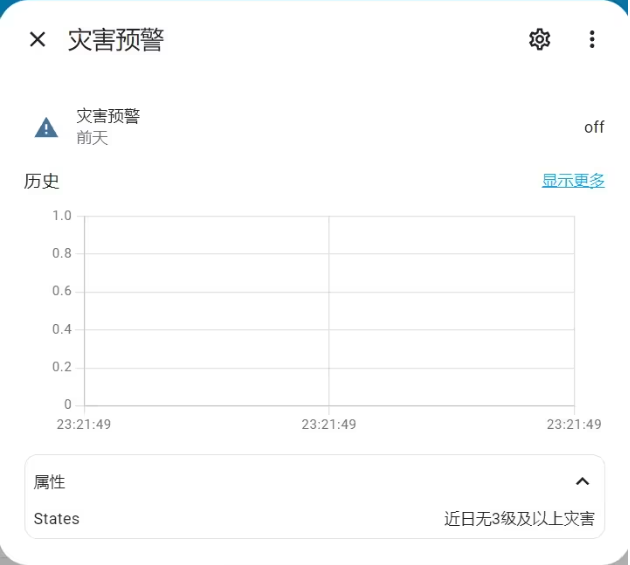 灾害预警
灾害预警
前天
off
历史
显示更多
1.0
0.8
0.6
0.4
0.2
0
23:21:49 23:21:49 23:21:49
属性
States 近日无3级及以上灾害